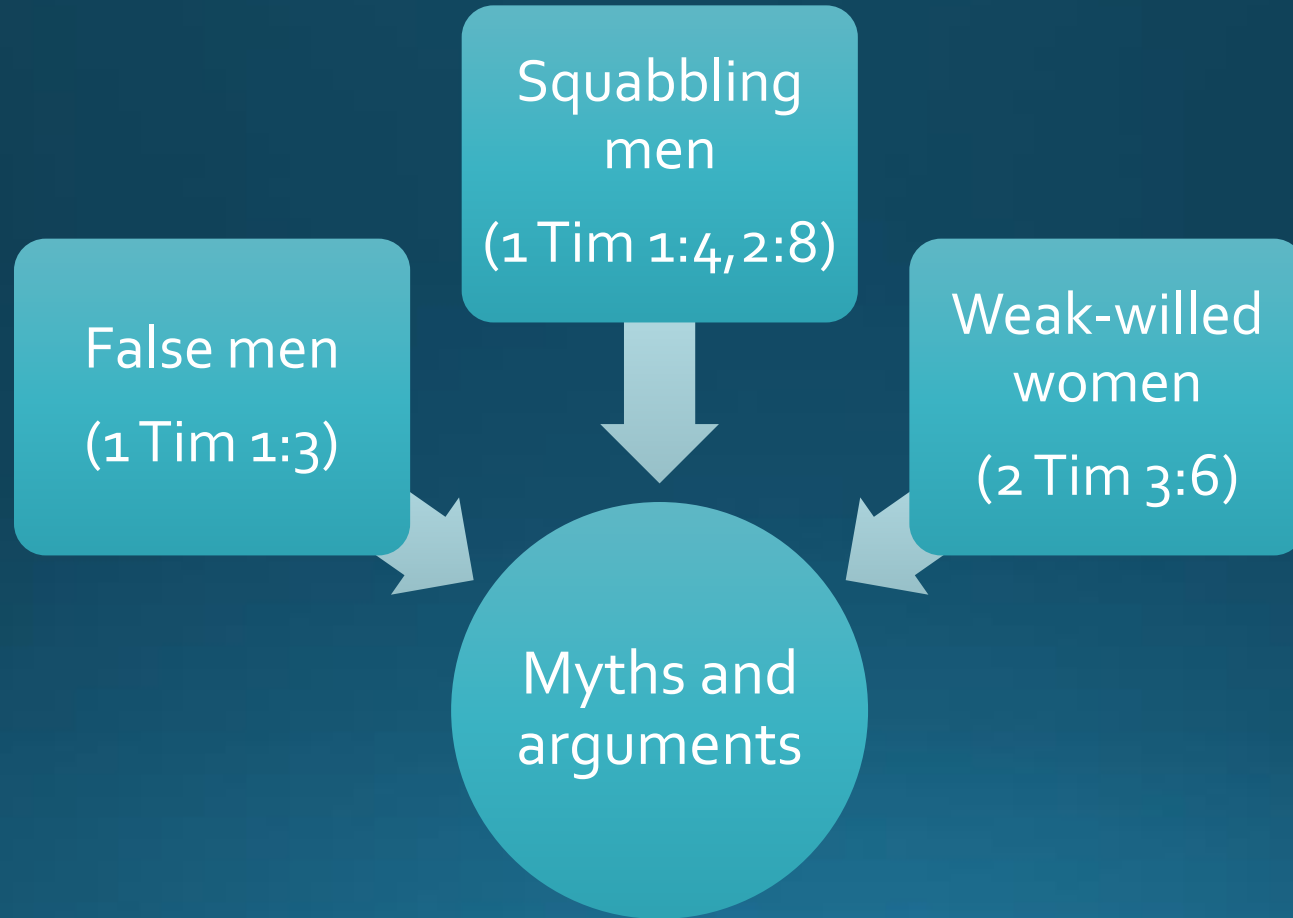 False men
(1 Tim 1:3)
Squabbling
men
(1 Tim 1:4, 2:8)
Weak-willed
women
(2 Tim 3:6)
Myths and
arguments